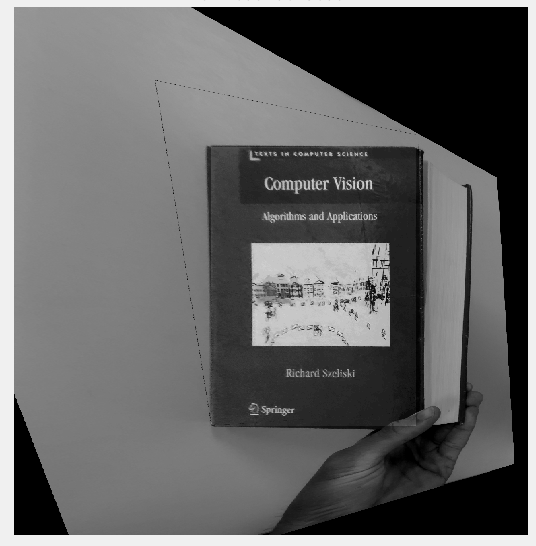 TEXTS IN COMPUTER SCIENCE
Computer Vision
Algorithms and Applications
Richard Szeliski
Springer